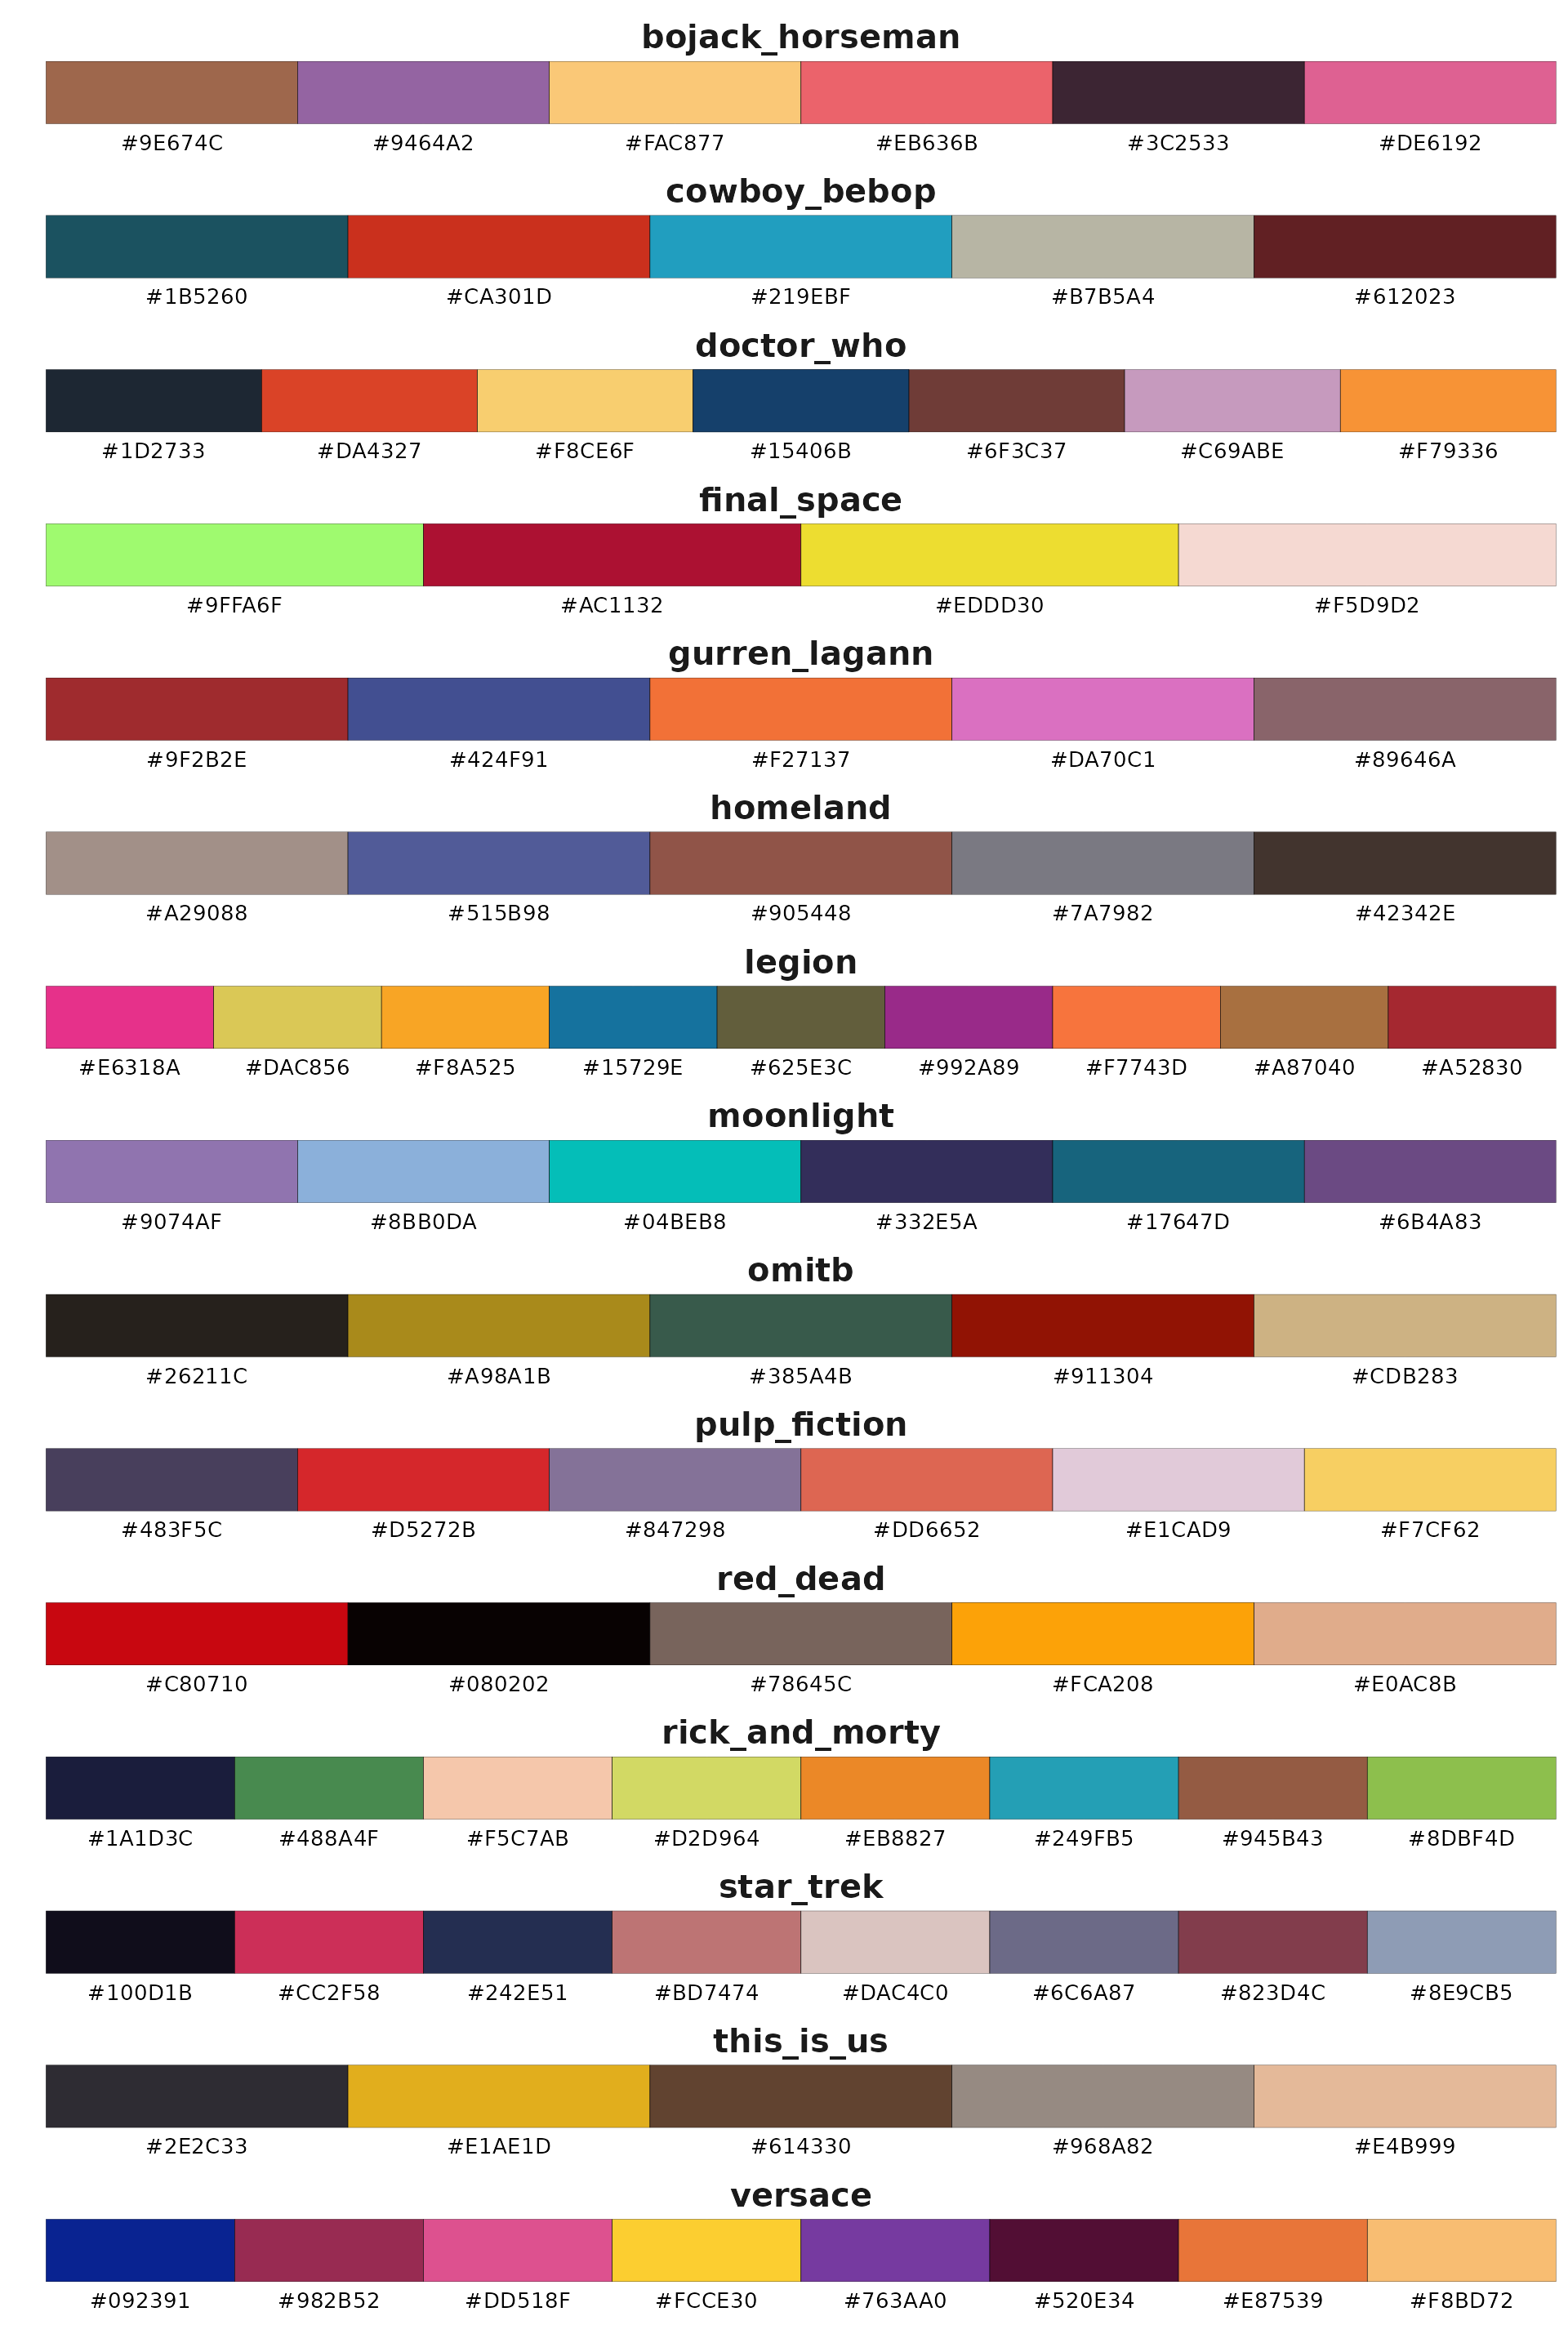 bojack_horseman
#9E674C #9464A2 #FAC877 #EB636B #3C2533 #DE6192
cowboy_bebop
#1B5260 #CA301D #219EBF #B7B5A4 #612023
doctor_who
#1D2733 #DA4327 #F8CE6F #15406B #6F3C37 #C69ABE #F79336
final_space
#9FFA6F #AC1132 #EDDD30 #F5D9D2
gurren_lagann
#9F2B2E #424F91 #F27137 #DA70C1 #89646A
homeland
#A29088 #515B98 #905448 #7A7982 #42342E
legion
#E6318A #DAC856 #F8A525 #15729E #625E3C #992A89 #F7743D #A87040 #A52830
moonlight
#9074AF #8BB0DA #04BEB8 #332E5A #17647D #6B4A83
omitb
#26211C #A98A1B #385A4B #911304 #CDB283
pulp_fiction
#483F5C #D5272B #847298 #DD6652 #E1CAD9 #F7CF62
red_dead
#C80710 #080202 #78645C #FCA208 #E0AC8B
rick_and_morty
#1A1D3C #488A4F #F5C7AB #D2D964 #EB8827 #249FB5 #945B43 #8DBF4D
star_trek
#100D1B #CC2F58 #242E51 #BD7474 #DAC4C0 #6C6A87 #823D4C #8E9CB5
this_is_us
#2E2C33 #E1AE1D #614330 #968A82 #E4B999
versace
#092391 #982B52 #DD518F #FCCE30 #763AA0 #520E34 #E87539 #F8BD72